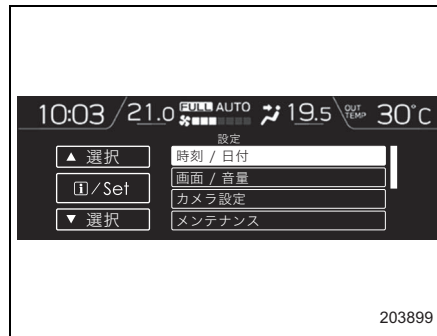 10:03 21.0 FULL AUTO 19.5 OUT TEMP 30°c
設定
▲ 選択
i/Set
▼ 選択
時刻 / 日付
画面 / 音量
カメラ設定
メンテナンス
203899